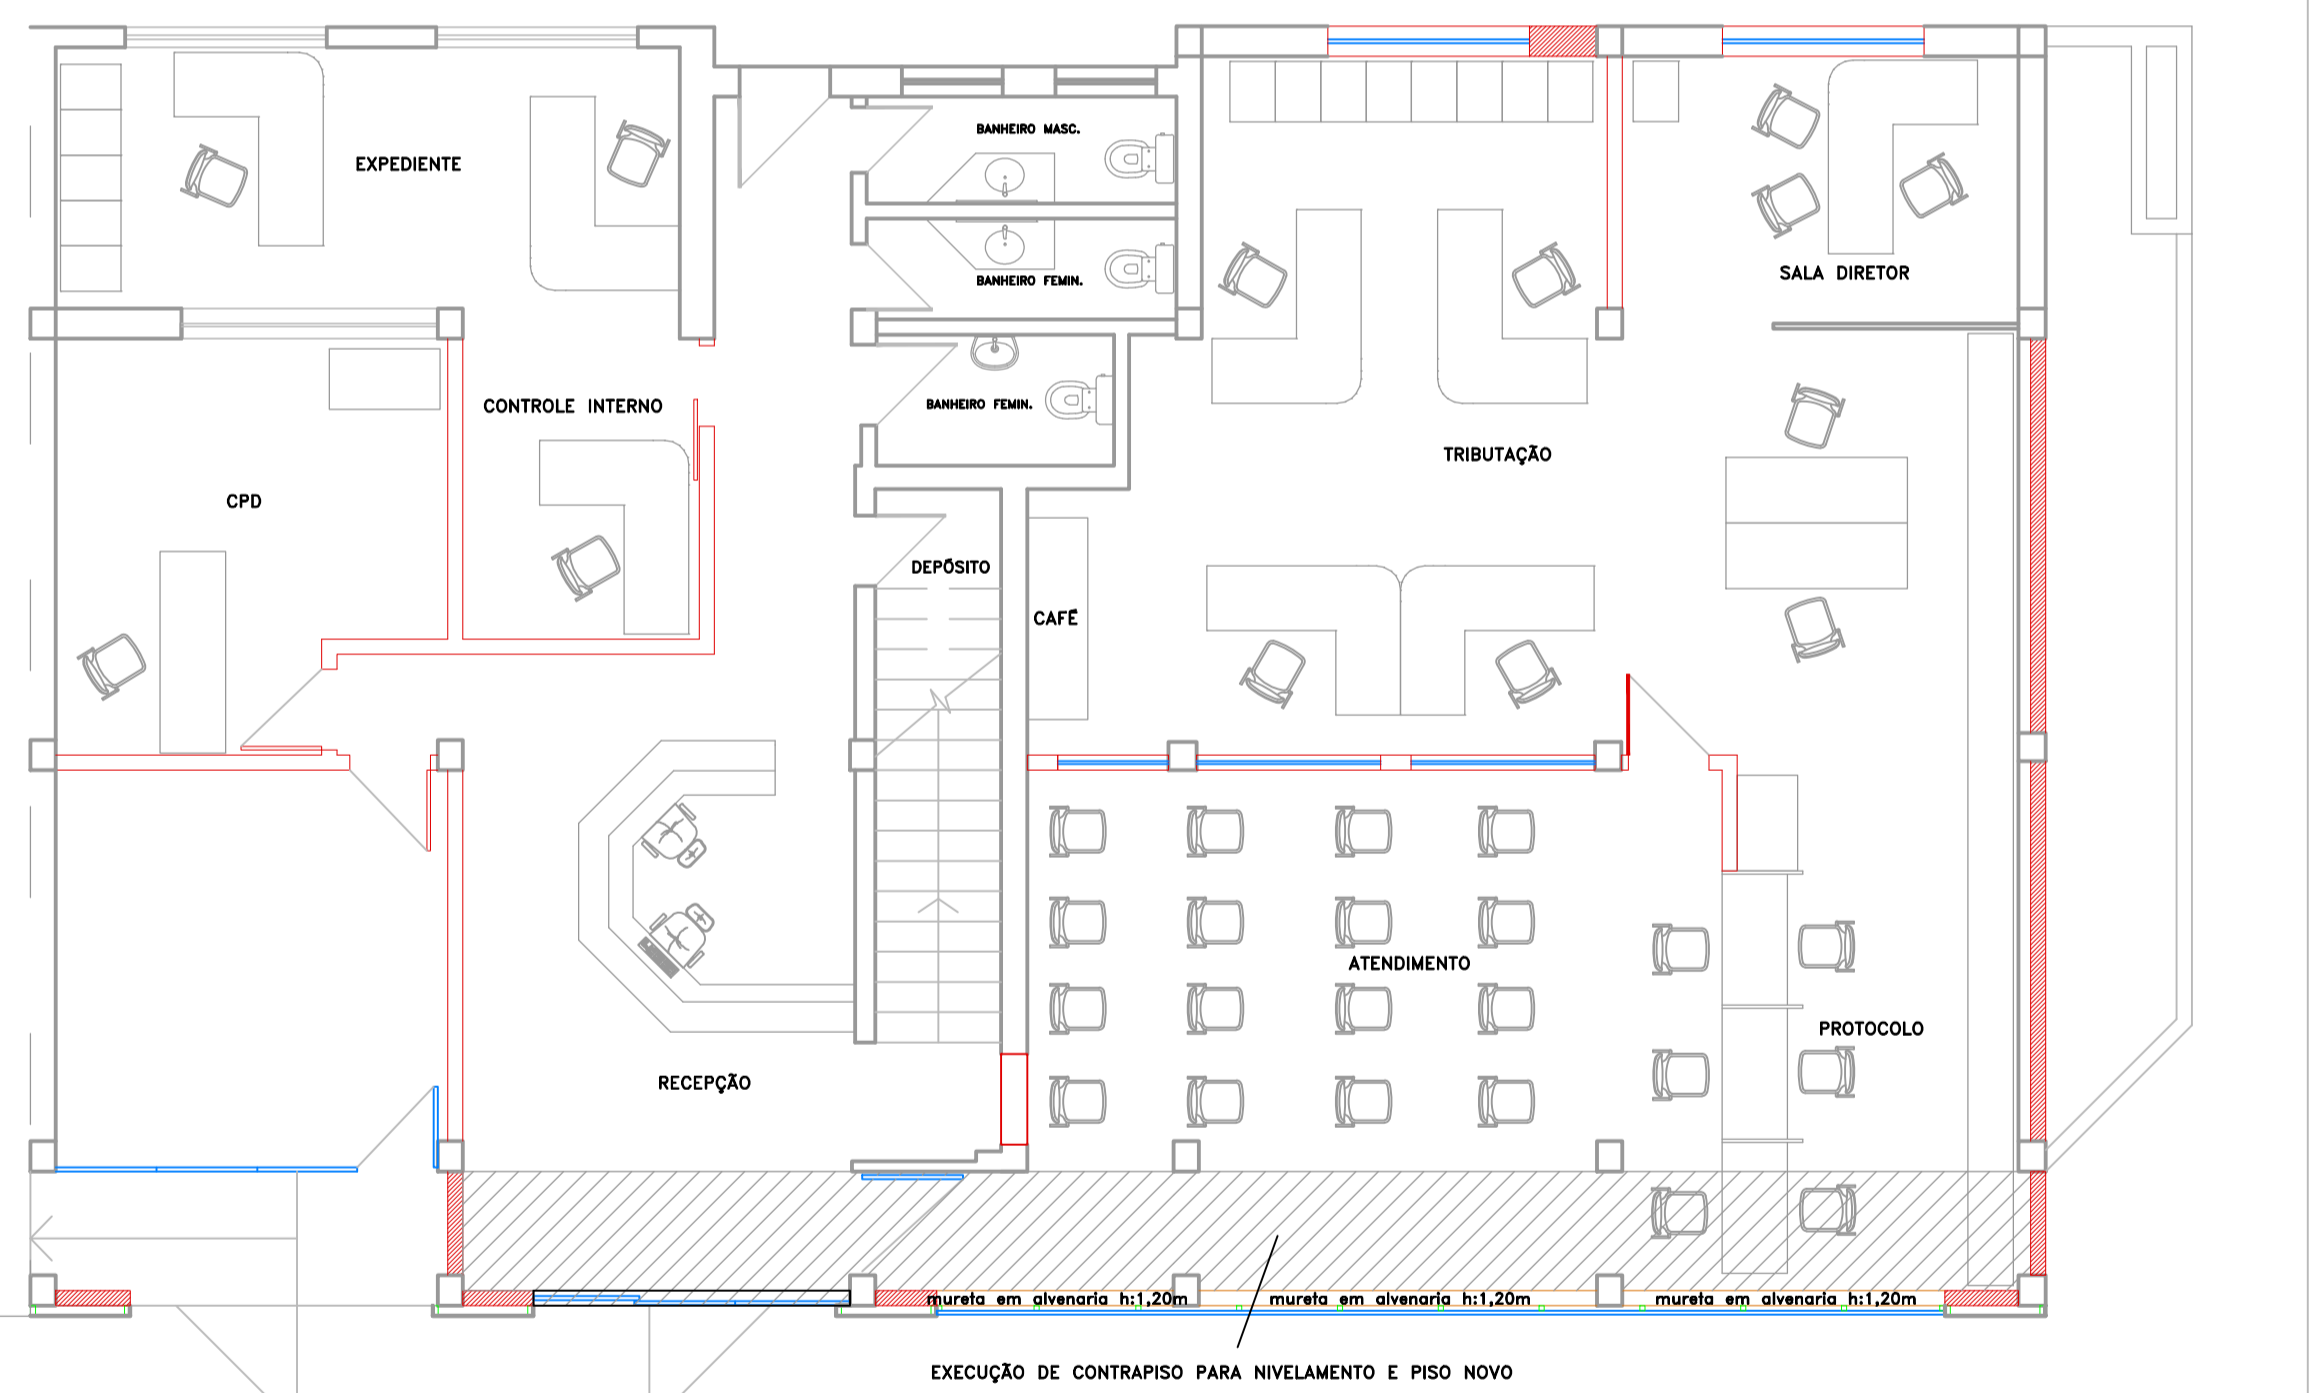 BANHEIRO MASC.
EXPEDIENTE
SALA DIRETOR
BANHEIRO FEMIN.
CONTROLE INTERNO
BANHEIRO FEMIN.
TRIBUTAÇÃO
CPD
DEPÓSITO
CAFÉ
ATENDIMENTO
PROTOCOLO
RECEPÇÃO
mureta em alvenaria h:1,20m
mureta em alvenaria h:1,20m
mureta em alvenaria h:1,20m
EXECUÇÃO DE CONTRAPISO PARA NIVELAMENTO E PISO NOVO